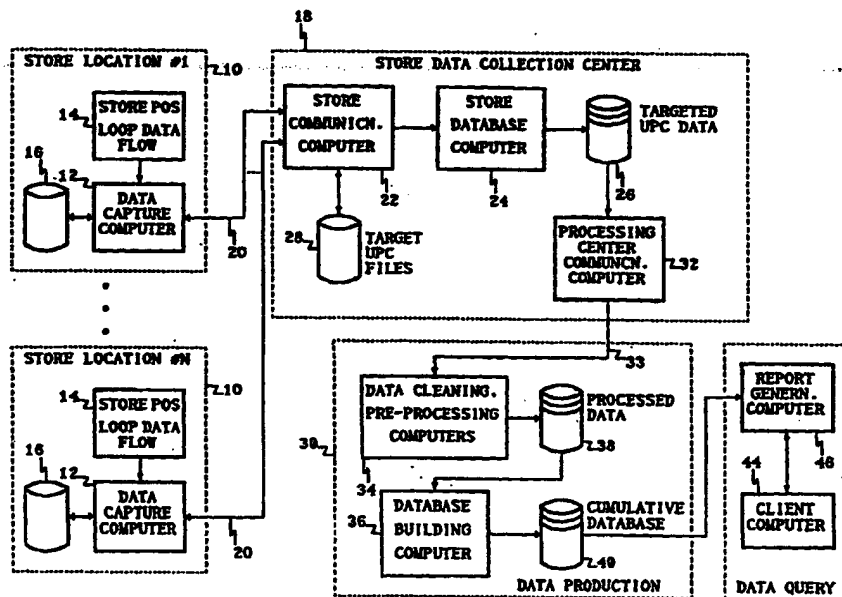 18
STORE LOCATION #1
10
14
STORE POS
LOOP DATA
FLOW
16
12
DATA
CAPTURE
COMPUTER
20
STORE DATA COLLECTION CENTER
STORE
COMMUNICN.
COMPUTER
22
STORE
DATABASE
COMPUTER
24
TARGETED
UPC DATA
26
28
TARGET
UPC
FILES
PROCESSING
CENTER
COMMUNCN.
COMPUTER
32
33
STORE LOCATION #N
10
14
STORE POS
LOOP DATA
FLOW
16
12
DATA
CAPTURE
COMPUTER
20
30
DATA CLEANING.
PRE-PROCESSING
COMPUTERS
34
PROCESSED
DATA
38
36
DATABASE
BUILDING
COMPUTER
CUMULATIVE
DATABASE
40
DATA PRODUCTION
REPORT
GENERN.
COMPUTER
46
44
CLIENT
COMPUTER
DATA QUERY